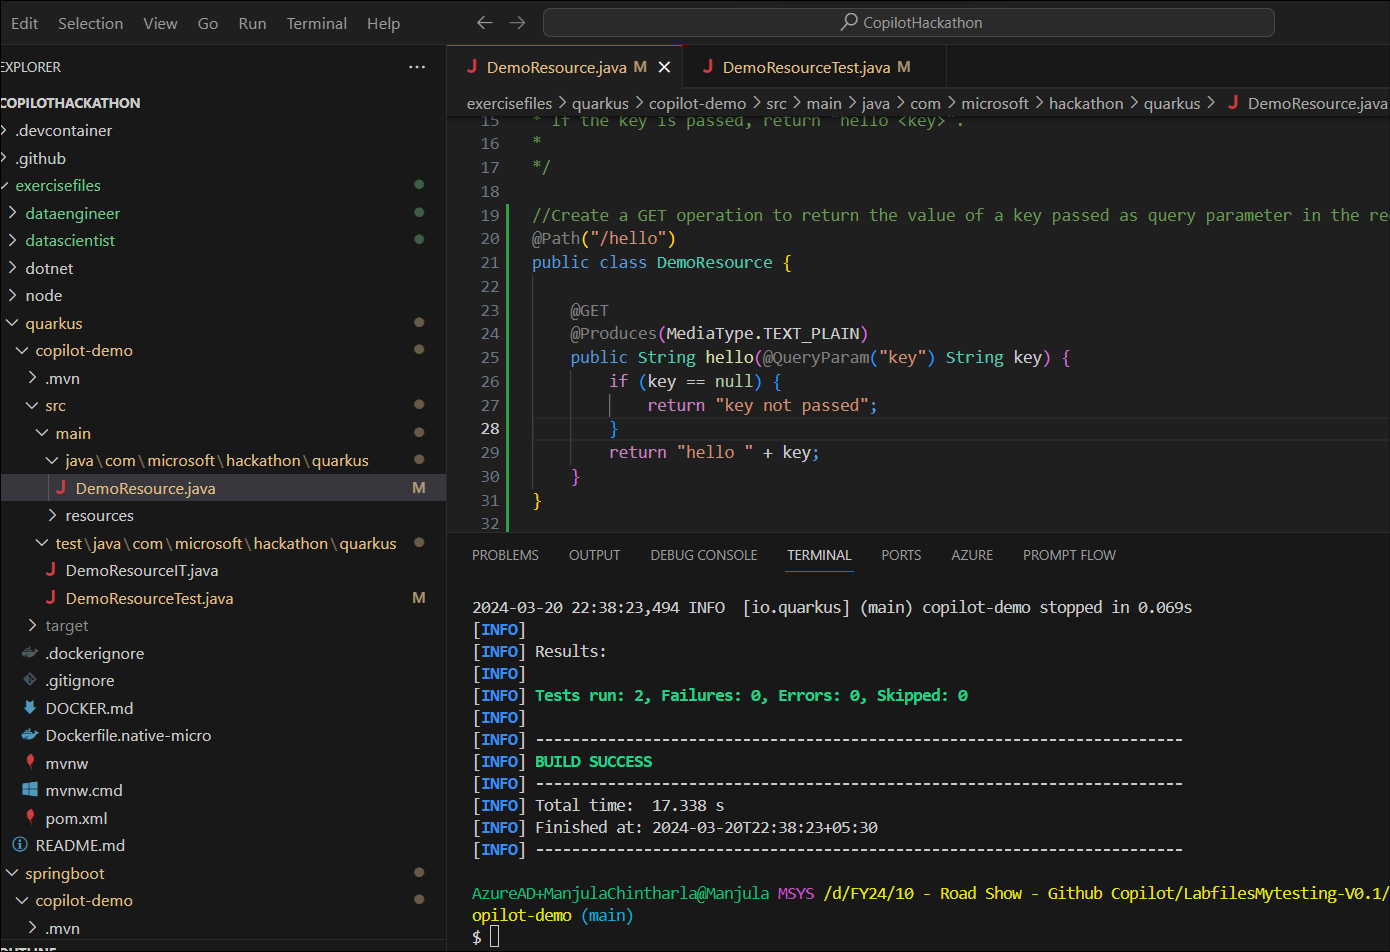 Edit Selection View Go Run Terminal Help
CopilotHackathon
EXPLORER
COPILOTHACKATHON
.devcontainer
.github
exercisefiles
dataengineer
datascientist
dotnet
node
quarkus
copilot-demo
.mvn
src
main
java\com\microsoft\hackathon\quarkus
DemoResource.java M
resources
test\java\com\microsoft\hackathon\quarkus
DemoResourceIT.java
DemoResourceTest.java M
target
.dockerignore
.gitignore
DOCKER.md
Dockerfile.native-micro
mvnw
mvnw.cmd
pom.xml
README.md
springboot
copilot-demo
.mvn
DemoResource.java M DemoResourceTest.java M
exercisefiles > quarkus > copilot-demo > src > main > java > com > microsoft > hackathon > quarkus > DemoResource.java
15 * If the key is passed, return "hello <key>".
16 *
17 */
18
19 //Create a GET operation to return the value of a key passed as query parameter in the re
20 @Path("/hello")
21 public class DemoResource {
22
23 @GET
24 @Produces(MediaType.TEXT_PLAIN)
25 public String hello(@QueryParam("key") String key) {
26 if (key == null) {
27 return "key not passed";
28 }
29 return "hello " + key;
30 }
31 }
32
PROBLEMS OUTPUT DEBUG CONSOLE TERMINAL PORTS AZURE PROMPT FLOW
2024-03-20 22:38:23,494 INFO [io.quarkus] (main) copilot-demo stopped in 0.069s
[INFO]
[INFO] Results:
[INFO]
[INFO] Tests run: 2, Failures: 0, Errors: 0, Skipped: 0
[INFO]
[INFO] ------------------------------------------------------------------------
[INFO] BUILD SUCCESS
[INFO] ------------------------------------------------------------------------
[INFO] Total time: 17.338 s
[INFO] Finished at: 2024-03-20T22:38:23+05:30
[INFO] ------------------------------------------------------------------------
AzureAD+ManjulaChintharla@Manjula MSYS /d/FY24/10 - Road Show - Github Copilot/LabfilesMytesting-V0.1/
opilot-demo (main)
$